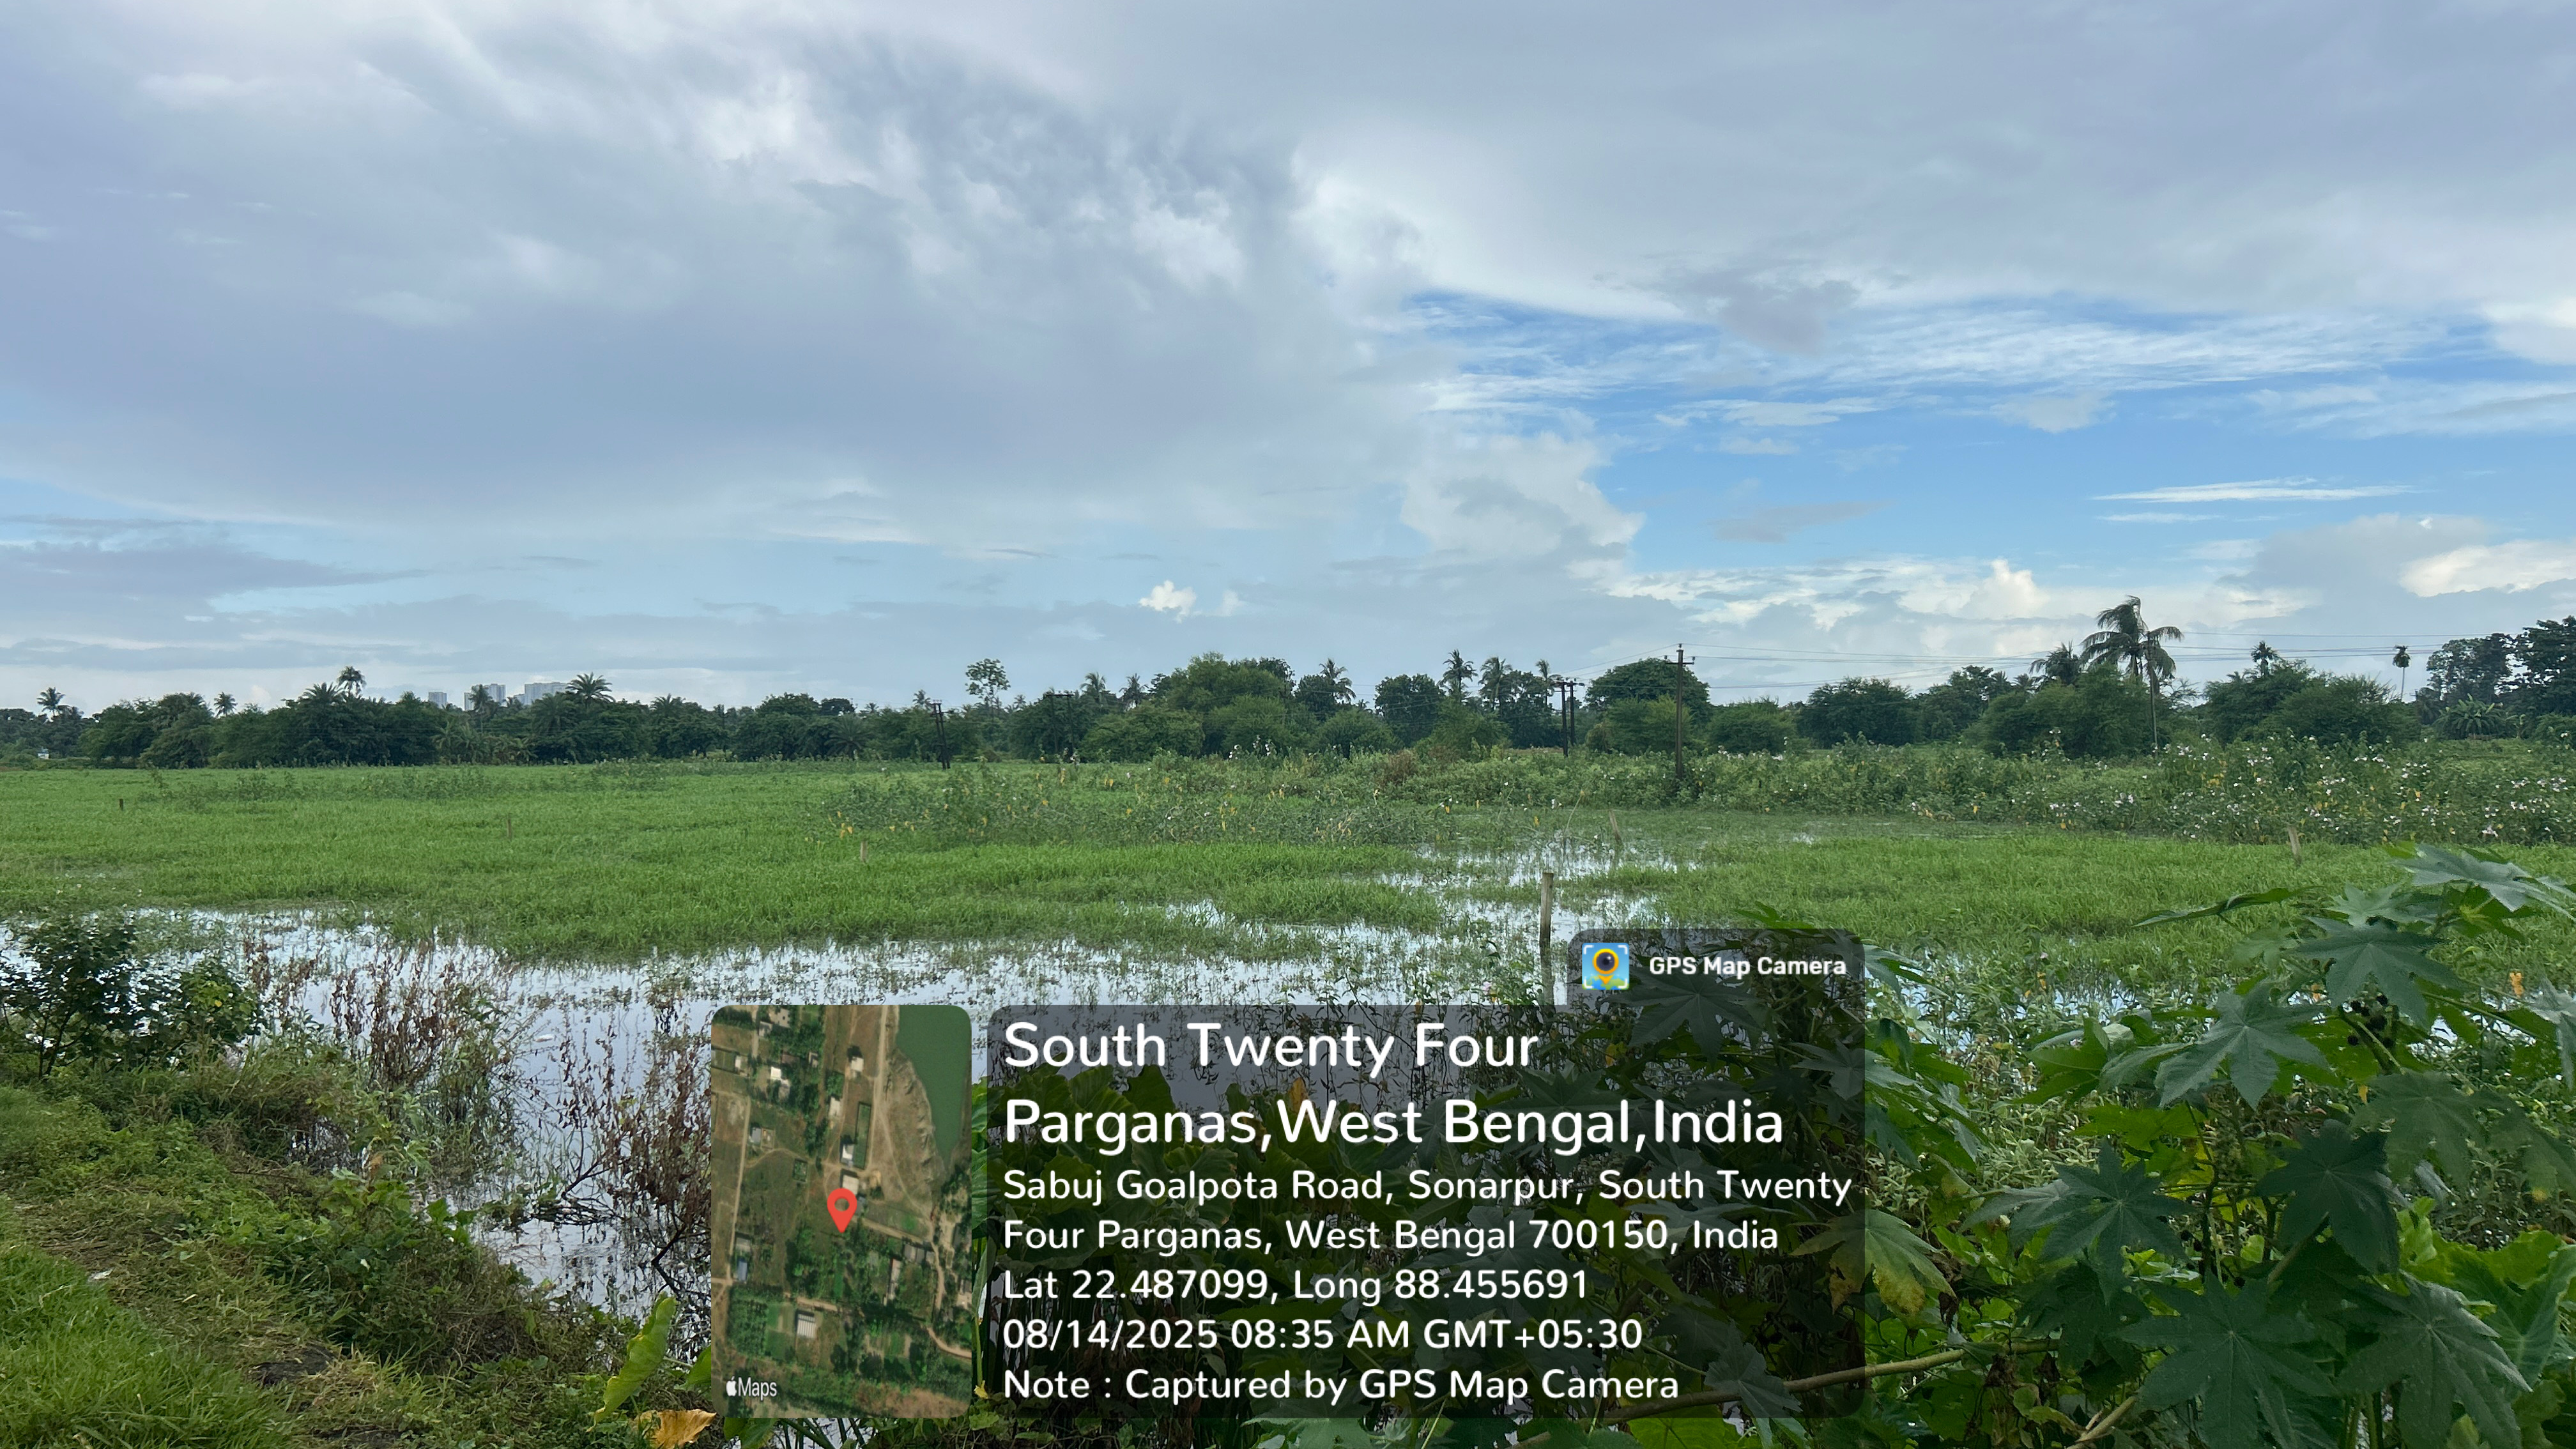 GPS Map Camera
South Twenty Four
Parganas,West Bengal,India
Sabuj Goalpota Road, Sonarpur, South Twenty
Four Parganas, West Bengal 700150, India
Lat 22.487099, Long 88.455691
08/14/2025 08:35 AM GMT+05:30
Note : Captured by GPS Map Camera
Maps